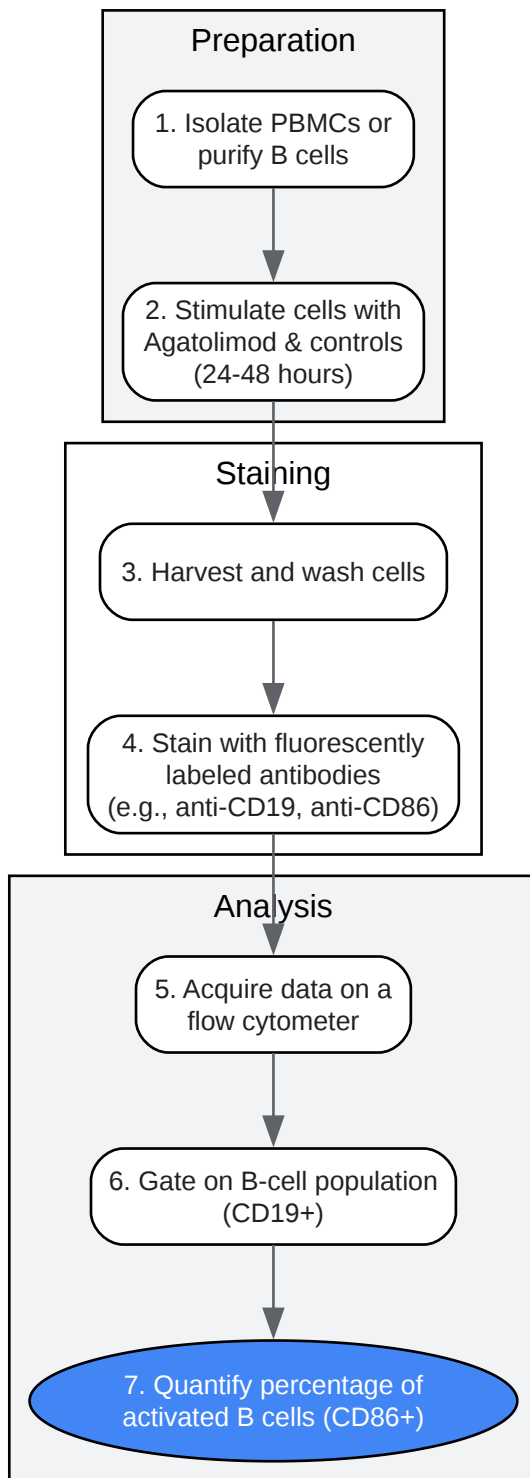 Preparation
1. Isolate PBMCs or
purify B cells
2. Stimulate cells with
Agatolimod & controls
(24-48 hours)
Staining
3. Harvest and wash cells
4. Stain with fluorescently
labeled antibodies
(e.g., anti-CD19, anti-CD86)
Analysis
5. Acquire data on a
flow cytometer
6. Gate on B-cell population
(CD19+)
7. Quantify percentage of
activated B cells (CD86+)